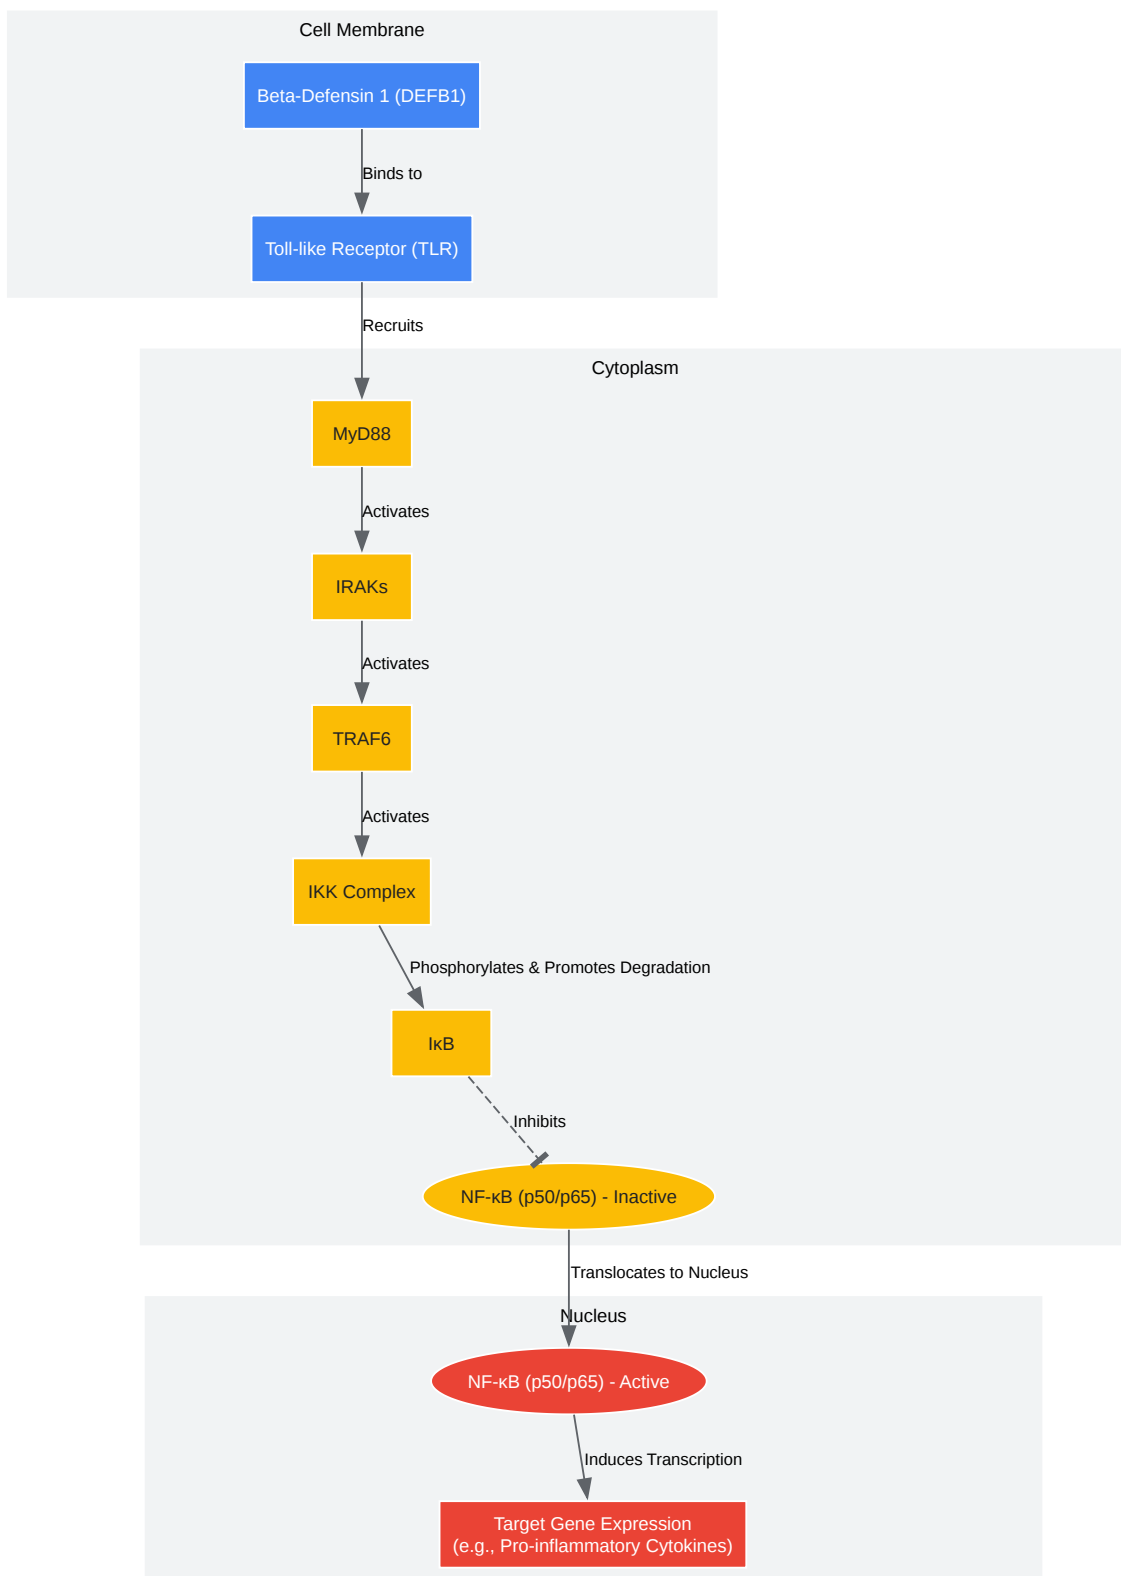 Cell Membrane
Beta-Defensin 1 (DEFB1)
Binds to
Toll-like Receptor (TLR)
Recruits
Cytoplasm
MyD88
Activates
IRAKs
Activates
TRAF6
Activates
IKK Complex
Phosphorylates & Promotes Degradation
IκB
Inhibits
NF-κB (p50/p65) - Inactive
Translocates to Nucleus
Nucleus
NF-κB (p50/p65) - Active
Induces Transcription
Target Gene Expression
(e.g., Pro-inflammatory Cytokines)